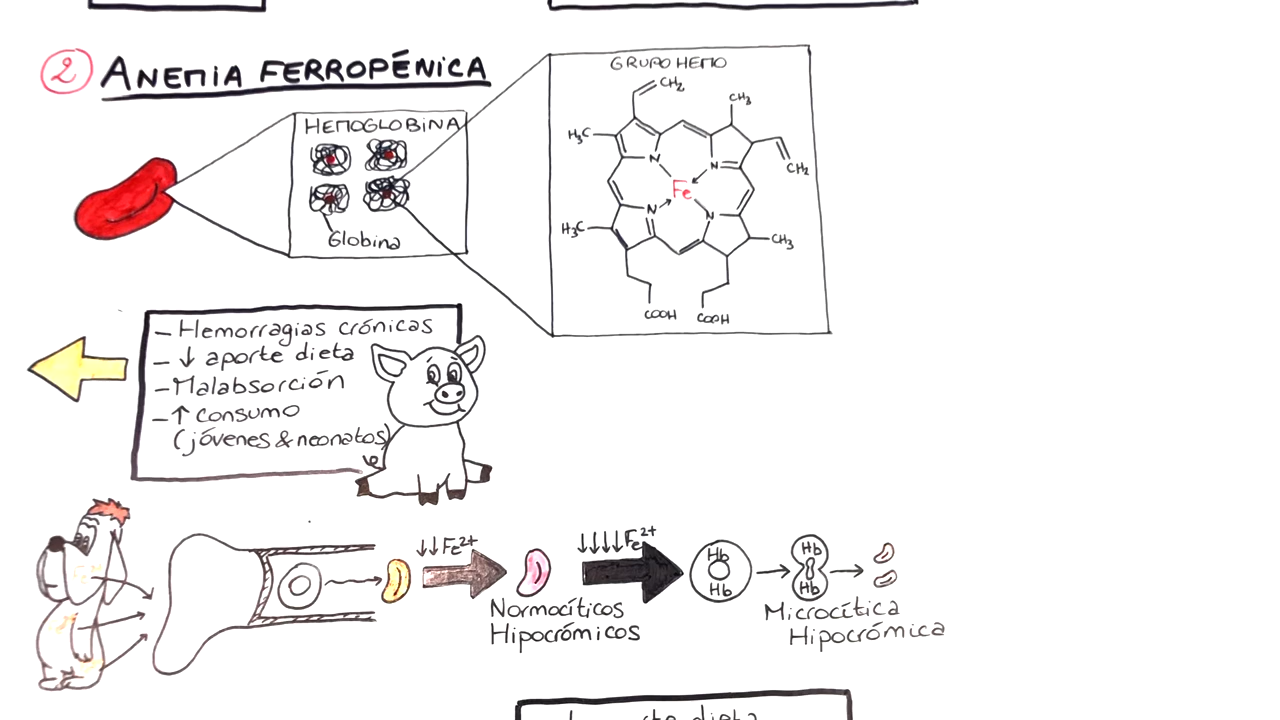 2 ANEMIA FERROPÉNICA
HEMOGLOBINA
Globina
GRUPO HEMO
CH₂
CH₃
H₃C
CH₂
N
N
Fe
N
N
H₃C
CH₃
COOH
COOH
- Hemorragias crónicas
- ↓ aporte dieta
- Malabsorción
- ↑ consumo
(jóvenes & neonatos)
↓↓ Fe²⁺
↓↓↓↓ Fe²⁺
Hb
Hb
Hb
Hb
Normocíticos
Hipocrómicos
Microcítica
Hipocrómica
dieta